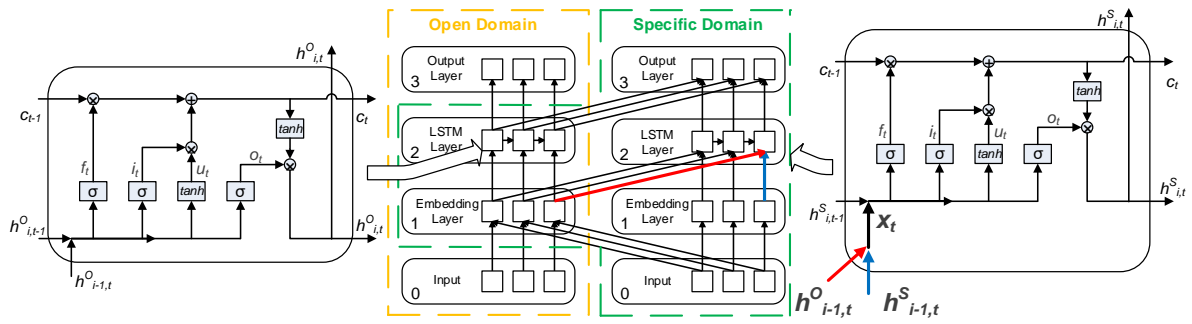 h^O_{i,t}
c_{t-1}
c_t
tanh
f_t
i_t
u_t
o_t
σ
σ
tanh
σ
h^O_{i,t-1}
h^O_{i,t}
h^O_{i-1,t}
Open Domain
Output
Layer
3
LSTM
Layer
2
Embedding
Layer
1
Input
0
Specific Domain
Output
Layer
3
LSTM
Layer
2
Embedding
Layer
1
Input
0
h^S_{i,t}
c_{t-1}
c_t
tanh
f_t
i_t
u_t
o_t
σ
σ
tanh
σ
h^S_{i,t-1}
h^S_{i,t}
x_t
h^O_{i-1,t}
h^S_{i-1,t}